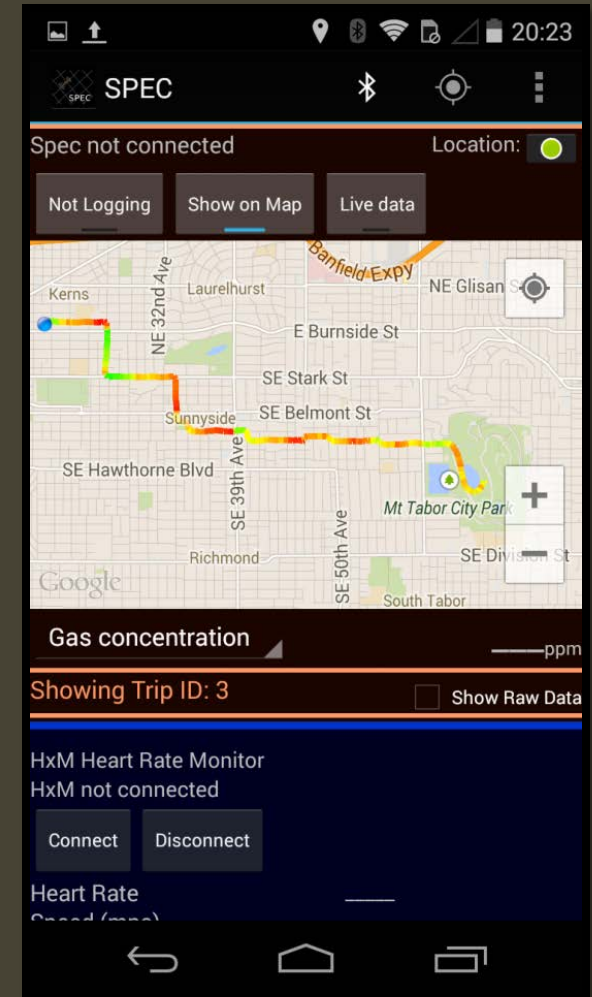 20:23
SPEC SPEC
Spec not connected Location:
Not Logging Show on Map Live data
Banfield Expy
Kerns
Laurelhurst
NE Glisan
NE 32nd Ave
E Burnside St
SE Stark St
Sunnyside
SE Belmont St
SE Hawthorne Blvd
SE 39th Ave
Mt Tabor City Park
SE 50th Ave
Richmond
SE Division St
Google
South Tabor
Gas concentration ppm
Showing Trip ID: 3 Show Raw Data
HxM Heart Rate Monitor
HxM not connected
Connect Disconnect
Heart Rate